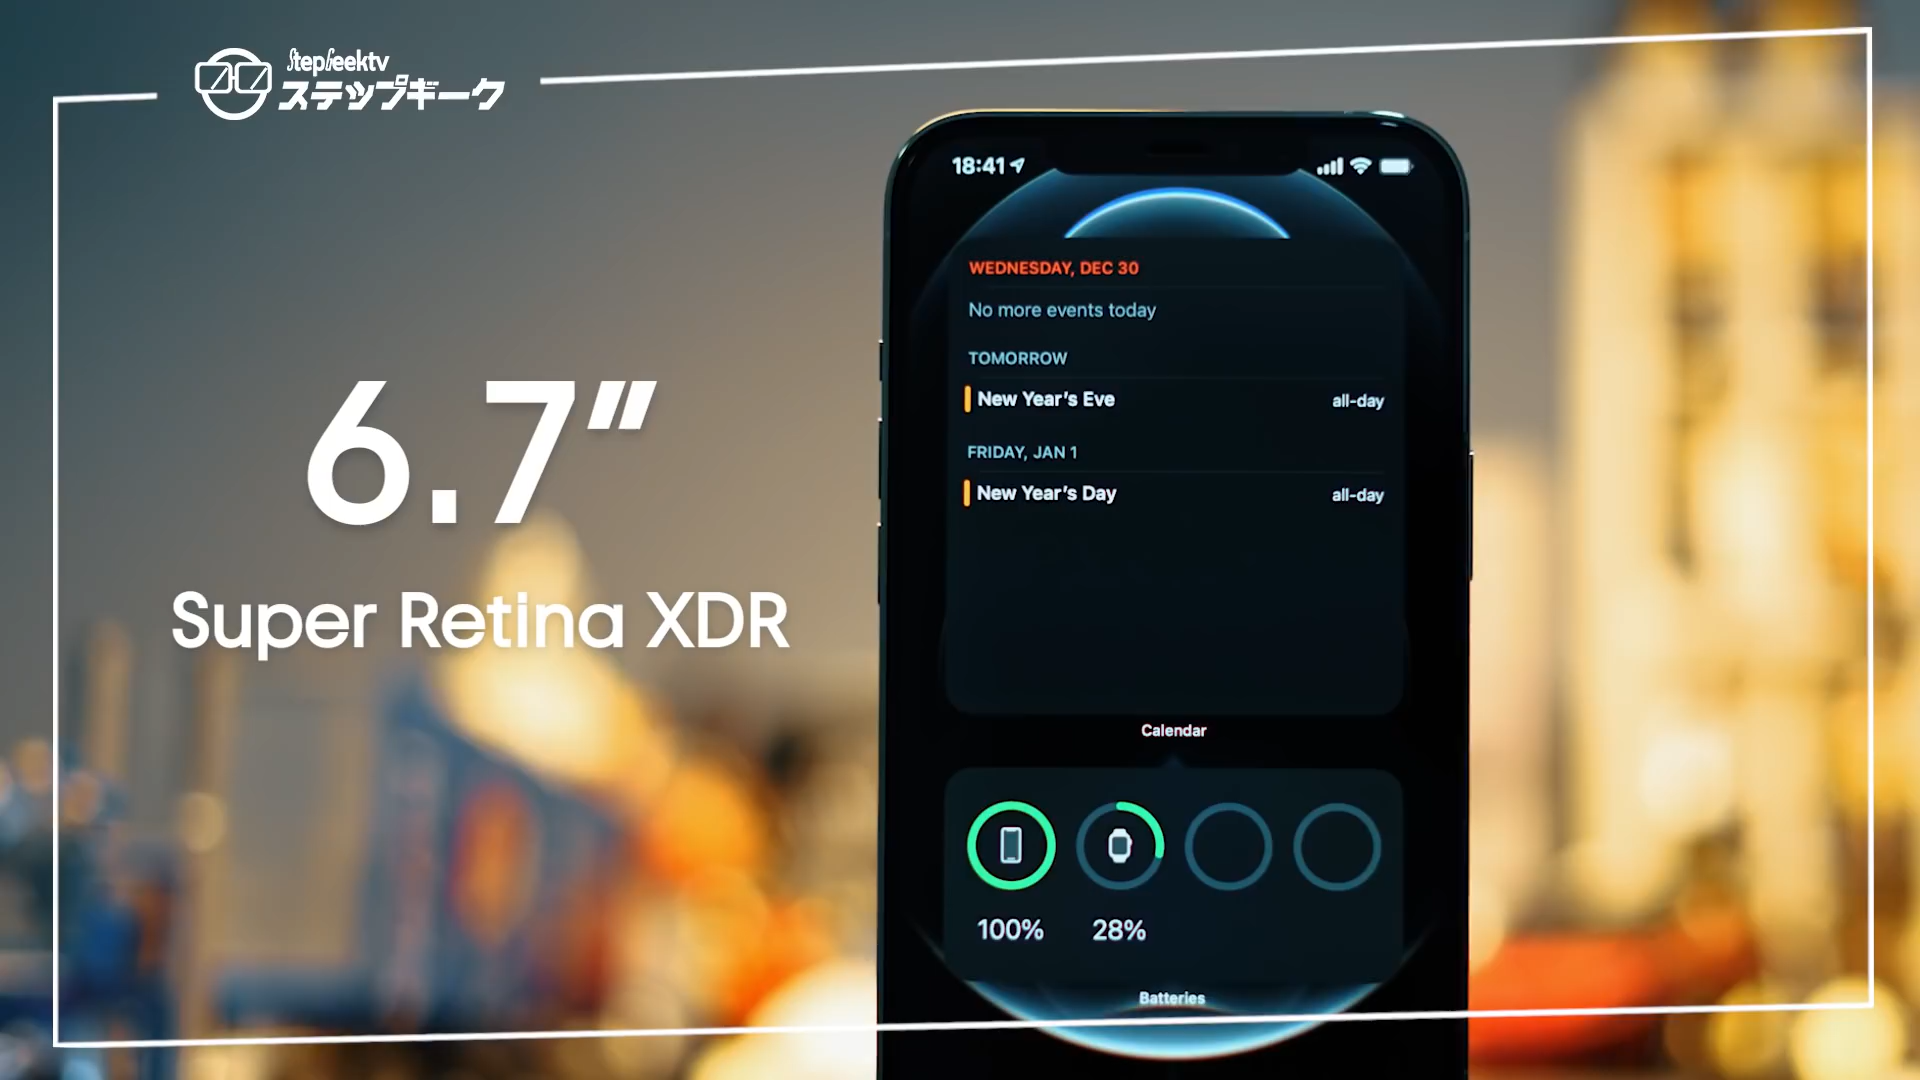 StepGeektv
ステップギーク
6.7”
Super Retina XDR
18:41
WEDNESDAY, DEC 30
No more events today
TOMORROW
New Year's Eve all-day
FRIDAY, JAN 1
New Year's Day all-day
Calendar
100% 28%
Batteries